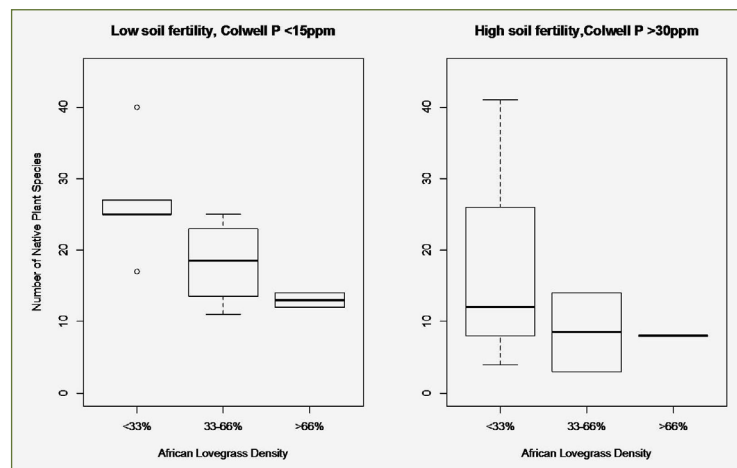 Low soil fertility, Colwell P <15ppm
Number of Native Plant Species
40
30
20
10
0
<33% 33-66% >66%
African Lovegrass Density
High soil fertility,Colwell P >30ppm
40
30
20
10
0
<33% 33-66% >66%
African Lovegrass Density